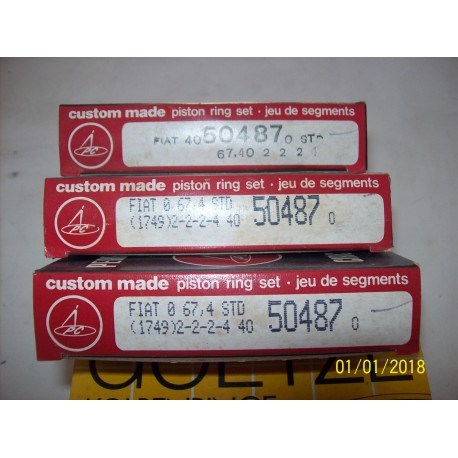 custom made piston ring set · jeu de segments
FIAT 40 50487 0 STD
67.40 2 2 2
custom made piston ring set · jeu de segments
FIAT Ø 67,4 STD
(1749)2-2-2-4 40 50487 0
PC
custom made piston ring set · jeu de segments
FIAT Ø 67,4 STD
(1749)2-2-2-4 40 50487 0
PC
GOETZE
01/01/2018